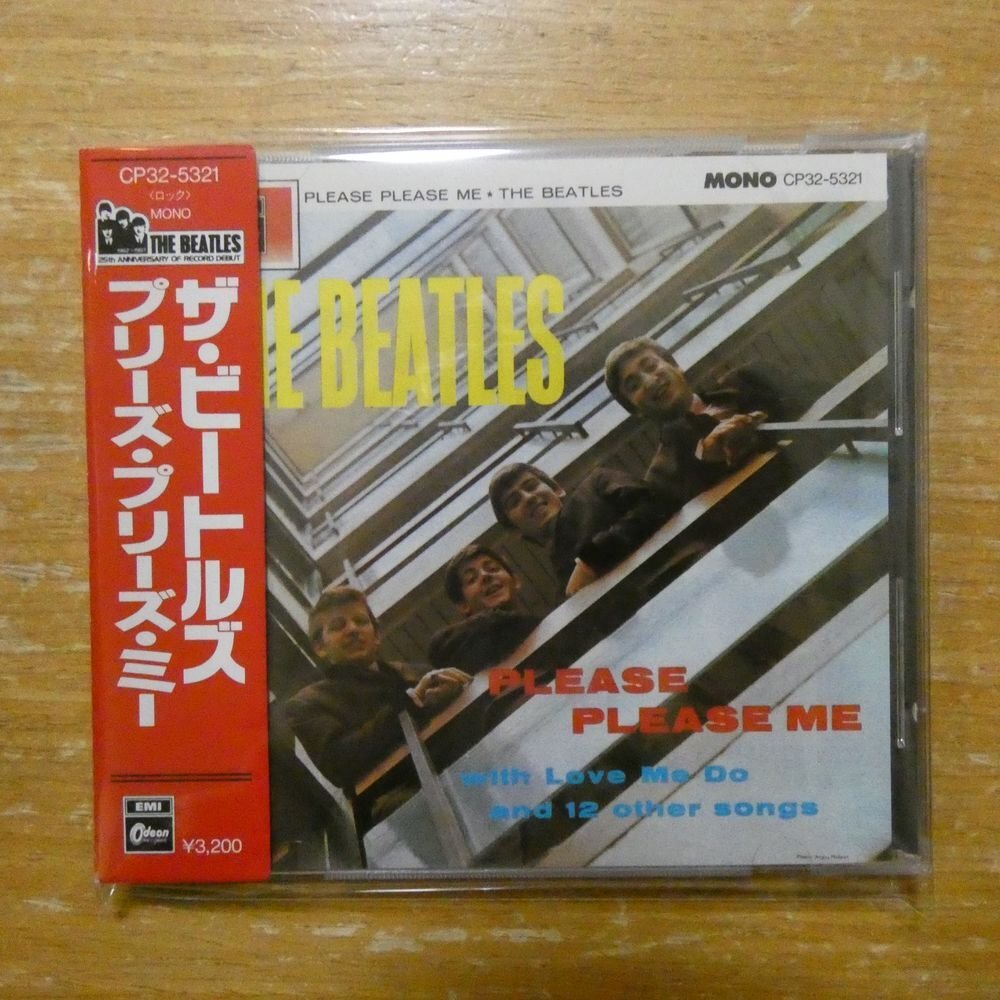 CP32-5321
〈ロック〉
MONO
THE BEATLES
25th ANNIVERSARY OF RECORD DEBUT
ザ・ビートルズ
プリーズ・プリーズ・ミー
EMI
Odeon
¥3,200
PLEASE PLEASE ME★THE BEATLES
MONO CP32-5321
THE BEATLES
PLEASE
PLEASE ME
with Love Me Do
and 12 other songs